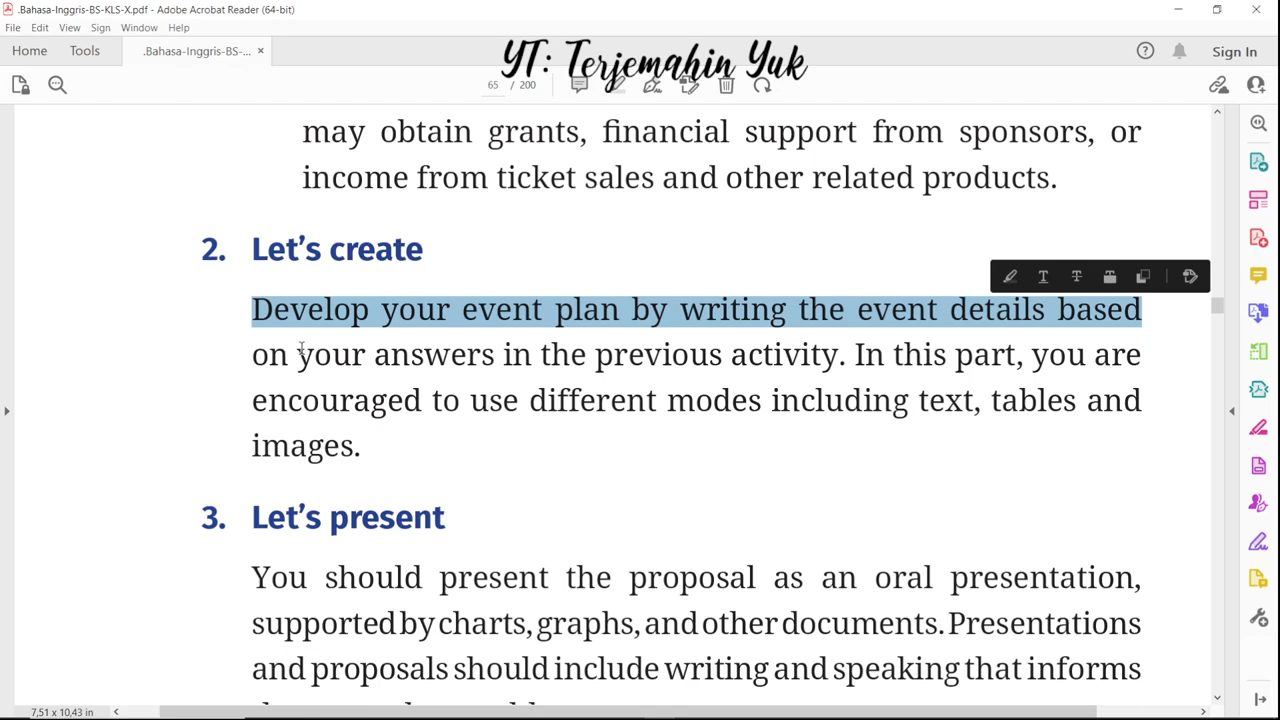 .Bahasa-Inggris-BS-KLS-X.pdf - Adobe Acrobat Reader (64-bit)
File Edit View Sign Window Help
Home Tools .Bahasa-Inggris-BS-... × Sign In
YT: Terjemahin Yuk
65 / 200
may obtain grants, financial support from sponsors, or
income from ticket sales and other related products.
2. Let's create
Develop your event plan by writing the event details based
on your answers in the previous activity. In this part, you are
encouraged to use different modes including text, tables and
images.
3. Let's present
You should present the proposal as an oral presentation,
supported by charts, graphs, and other documents. Presentations
and proposals should include writing and speaking that informs
7,51 x 10,43 in